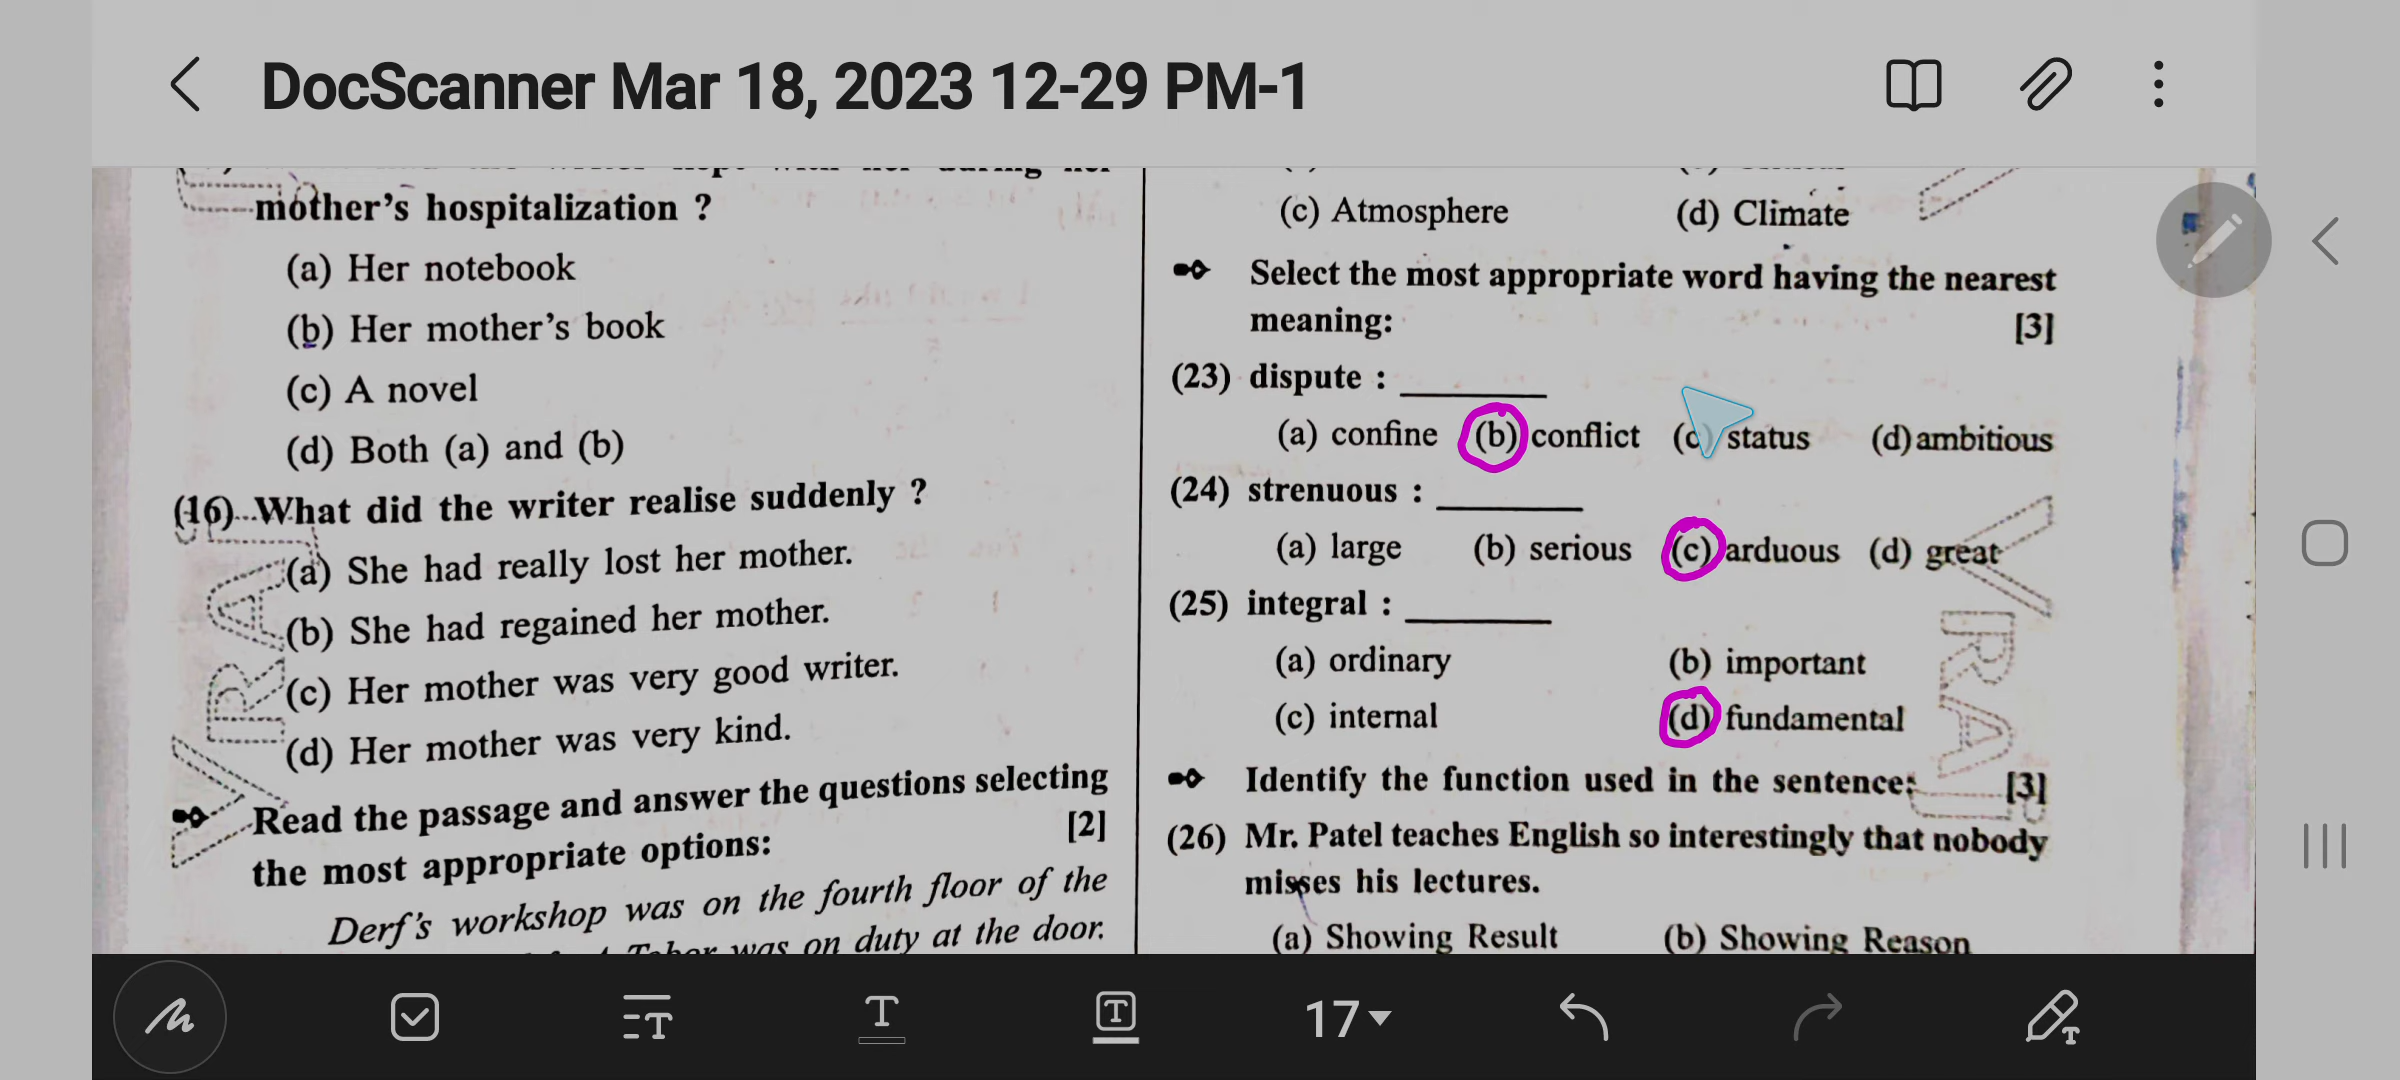 DocScanner Mar 18, 2023 12-29 PM-1
mother's hospitalization ?
(a) Her notebook
(b) Her mother's book
(c) A novel
(d) Both (a) and (b)
(16) What did the writer realise suddenly ?
(a) She had really lost her mother.
(b) She had regained her mother.
(c) Her mother was very good writer.
(d) Her mother was very kind.
Read the passage and answer the questions selecting
the most appropriate options: [2]
Derf's workshop was on the fourth floor of the
was on duty at the door.
(c) Atmosphere (d) Climate
Select the most appropriate word having the nearest
meaning: [3]
(23) dispute :
(a) confine (b) conflict (c) status (d) ambitious
(24) strenuous :
(a) large (b) serious (c) arduous (d) great
(25) integral :
(a) ordinary (b) important
(c) internal (d) fundamental
Identify the function used in the sentence: [3]
(26) Mr. Patel teaches English so interestingly that nobody
misses his lectures.
(a) Showing Result (b) Showing Reason
VIRAL
VIRAL
17